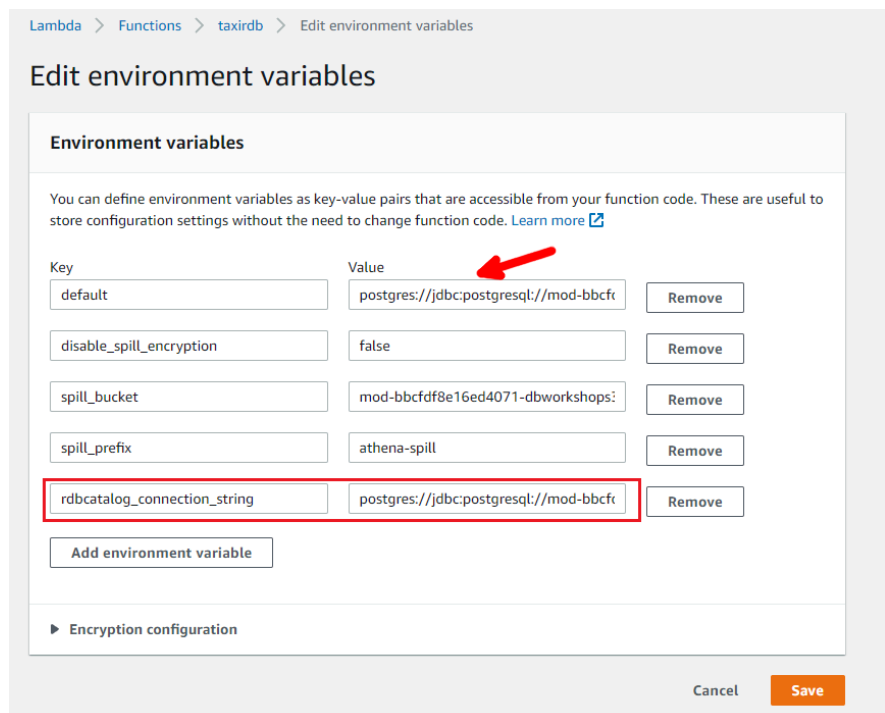 Lambda > Functions > taxirdb > Edit environment variables
Edit environment variables
Environment variables
You can define environment variables as key-value pairs that are accessible from your function code. These are useful to
store configuration settings without the need to change function code. Learn more
Key Value
default postgres://jdbc:postgresql://mod-bbcfc Remove
disable_spill_encryption false Remove
spill_bucket mod-bbcfdf8e16ed4071-dbworkshops3 Remove
spill_prefix athena-spill Remove
rdbcatalog_connection_string postgres://jdbc:postgresql://mod-bbcfc Remove
Add environment variable
Encryption configuration
Cancel Save